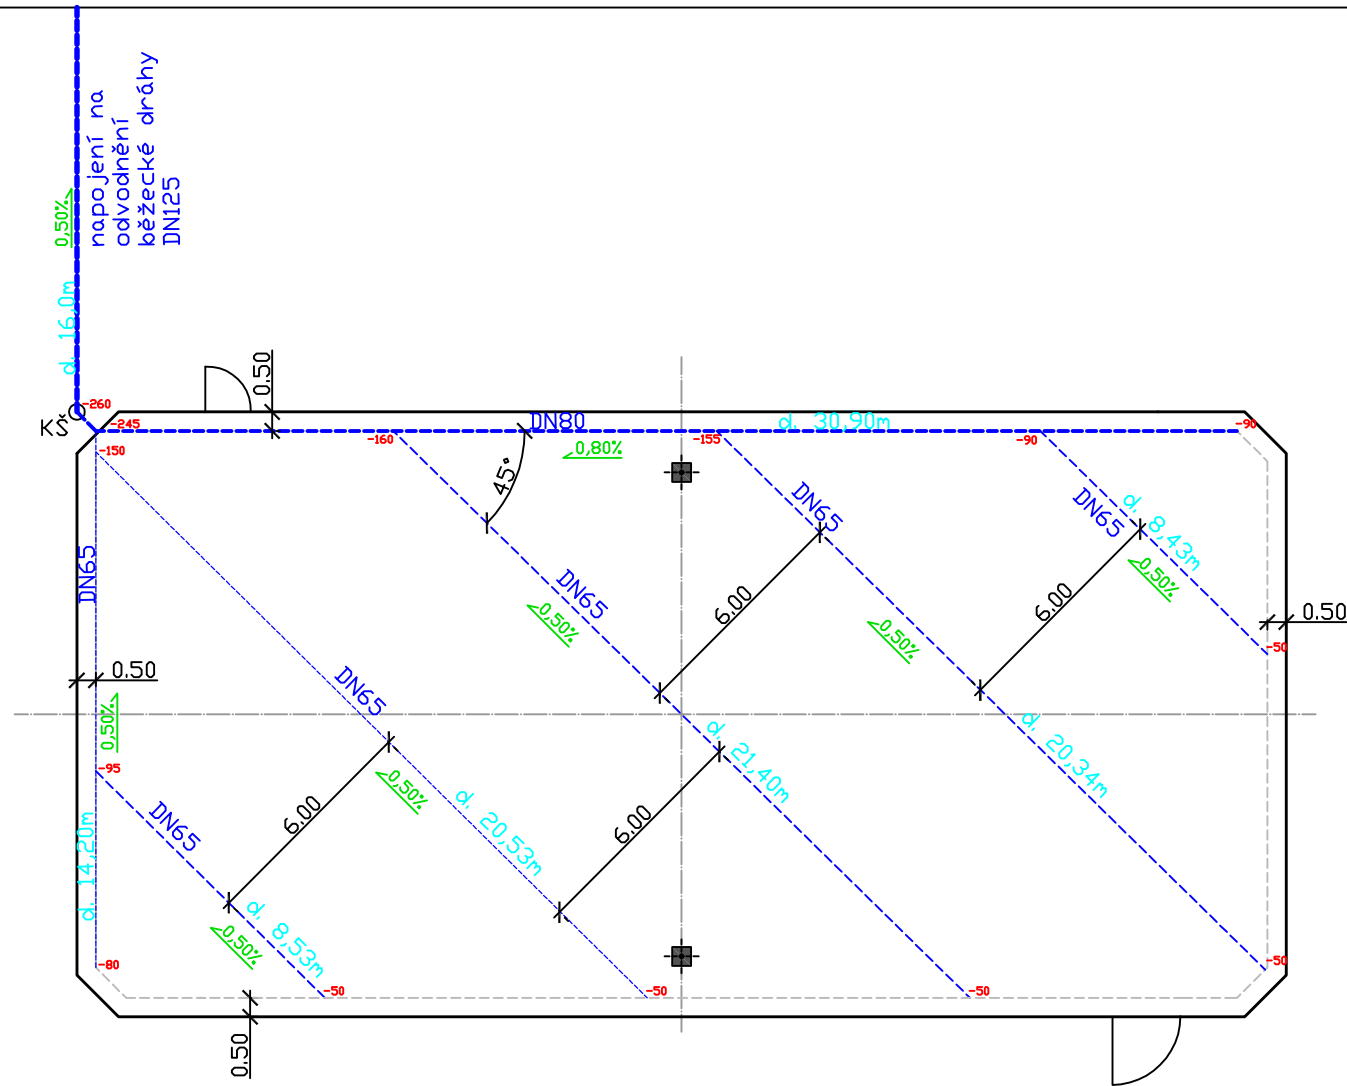 napojení na
odvodnění
běžecké dráhy
DN125
0,50%
d. 16,0m
0.50
KŠ
-260
-245
-150
-160
DN80
0,80%
-155
d. 30,90m
-90
-90
45°
DN65
DN65
DN65
d. 8,43m
0,50%
DN65
0,50%
6.00
0,50%
6.00
0.50
-50
0.50
DN65
0,50%
d. 21,40m
d. 20,34m
-95
DN65
0,50%
d. 20,53m
6.00
6.00
d. 14,20m
d. 8,53m
0,50%
-80
-50
-50
-50
-50
0.50